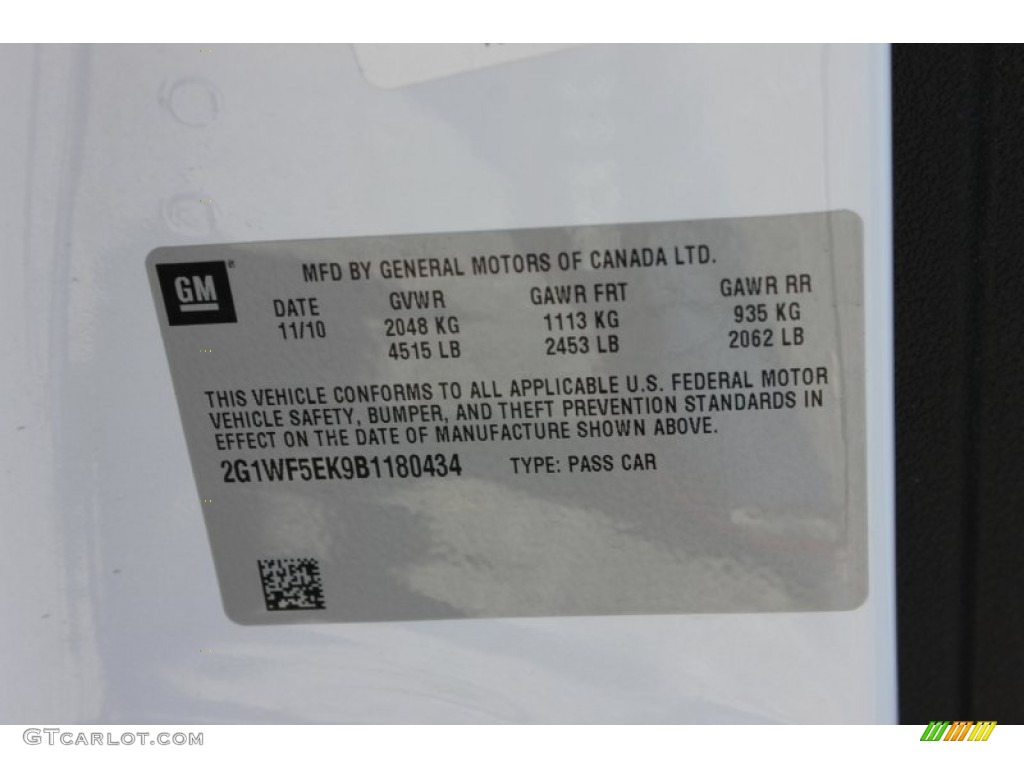 GM®
MFD BY GENERAL MOTORS OF CANADA LTD.
DATE GVWR GAWR FRT GAWR RR
11/10 2048 KG 1113 KG 935 KG
4515 LB 2453 LB 2062 LB
THIS VEHICLE CONFORMS TO ALL APPLICABLE U.S. FEDERAL MOTOR
VEHICLE SAFETY, BUMPER, AND THEFT PREVENTION STANDARDS IN
EFFECT ON THE DATE OF MANUFACTURE SHOWN ABOVE.
2G1WF5EK9B1180434 TYPE: PASS CAR
GTCARLOT.COM